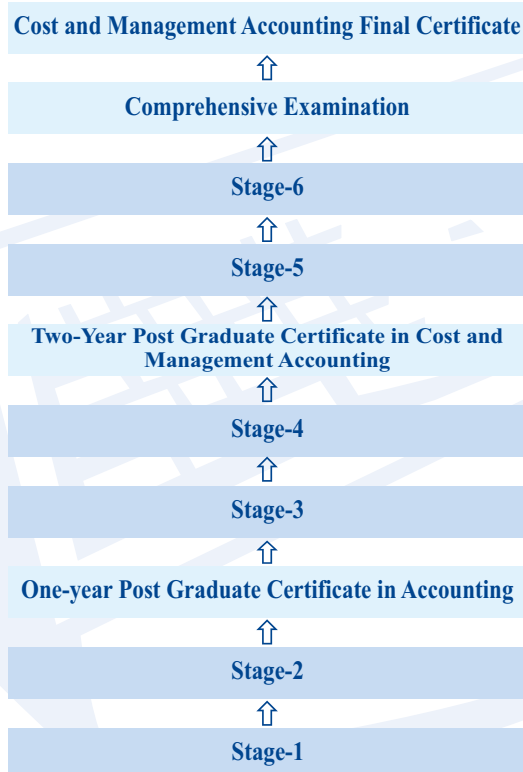 Cost and Management Accounting Final Certificate
Comprehensive Examination
Stage-6
Stage-5
Two-Year Post Graduate Certificate in Cost and
Management Accounting
Stage-4
Stage-3
One-year Post Graduate Certificate in Accounting
Stage-2
Stage-1